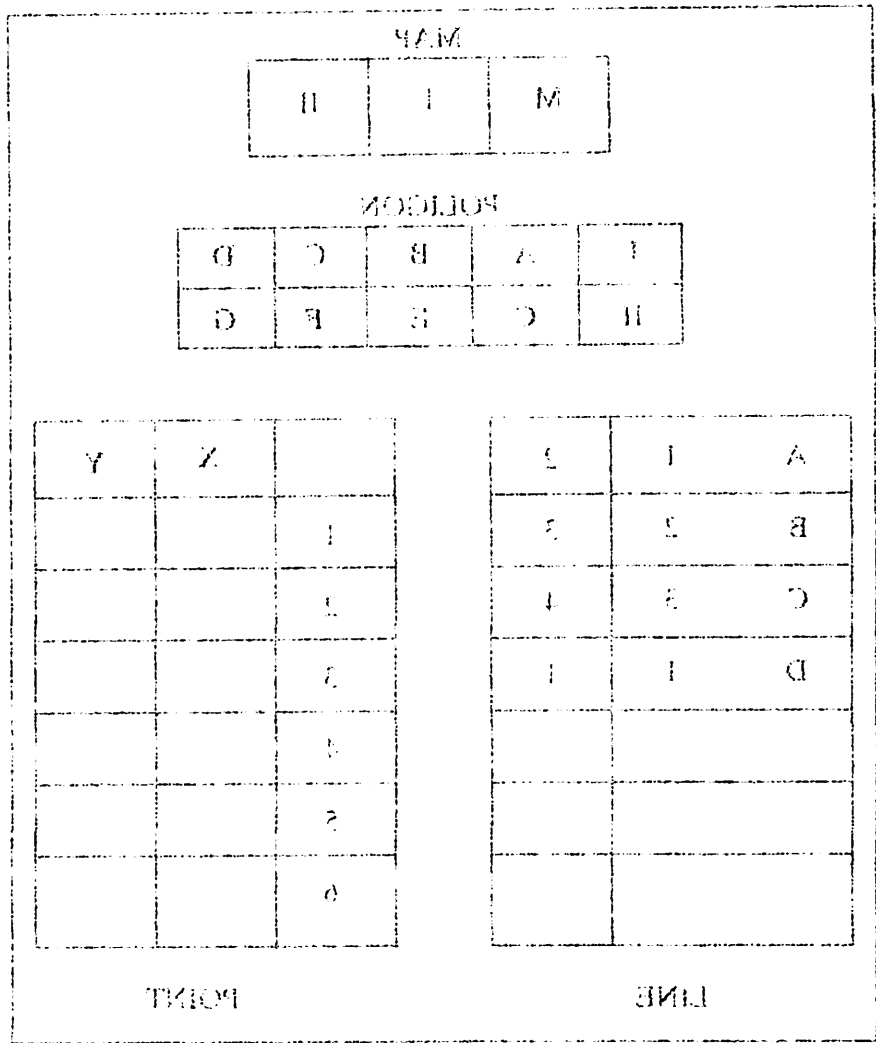 MAP
M I II
POLIGON
I A B C D
II C E F G
A 1 2
B 2 3
C 3 4
D 1 1
LINE
X Y
1
2
3
4
5
6
POINT